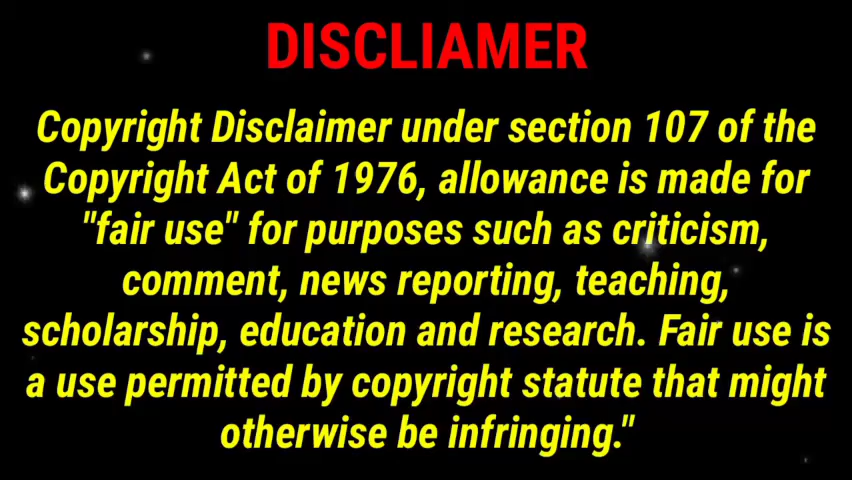 DISCLIAMER
Copyright Disclaimer under section 107 of the
Copyright Act of 1976, allowance is made for
"fair use" for purposes such as criticism,
comment, news reporting, teaching,
scholarship, education and research. Fair use is
a use permitted by copyright statute that might
otherwise be infringing."